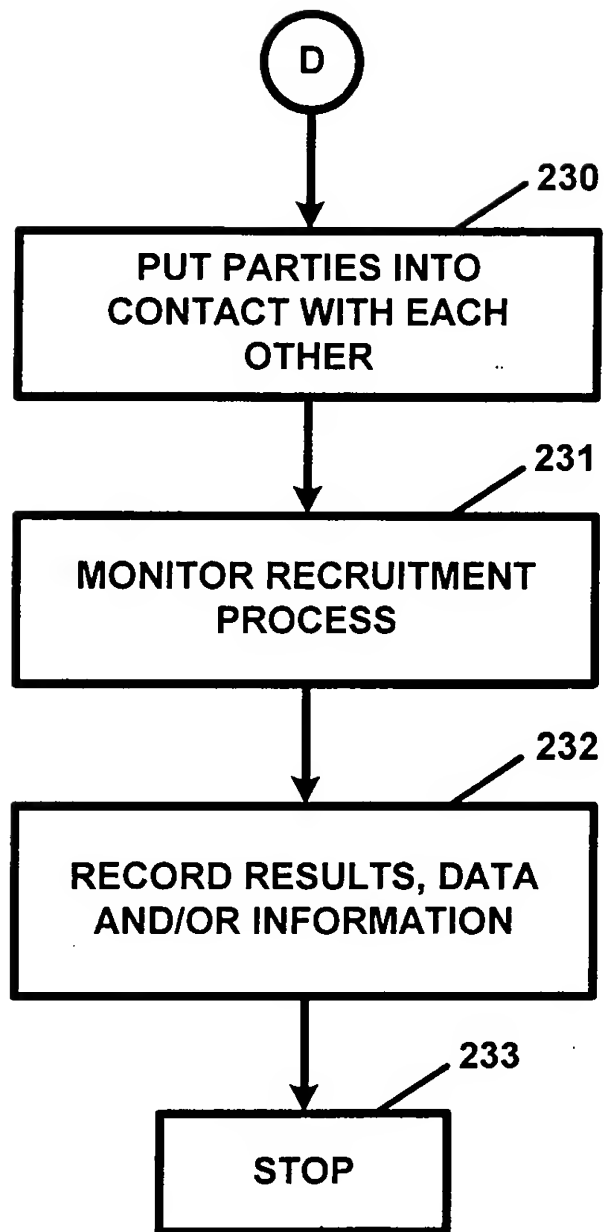 D
230
PUT PARTIES INTO
CONTACT WITH EACH
OTHER
231
MONITOR RECRUITMENT
PROCESS
232
RECORD RESULTS, DATA
AND/OR INFORMATION
233
STOP